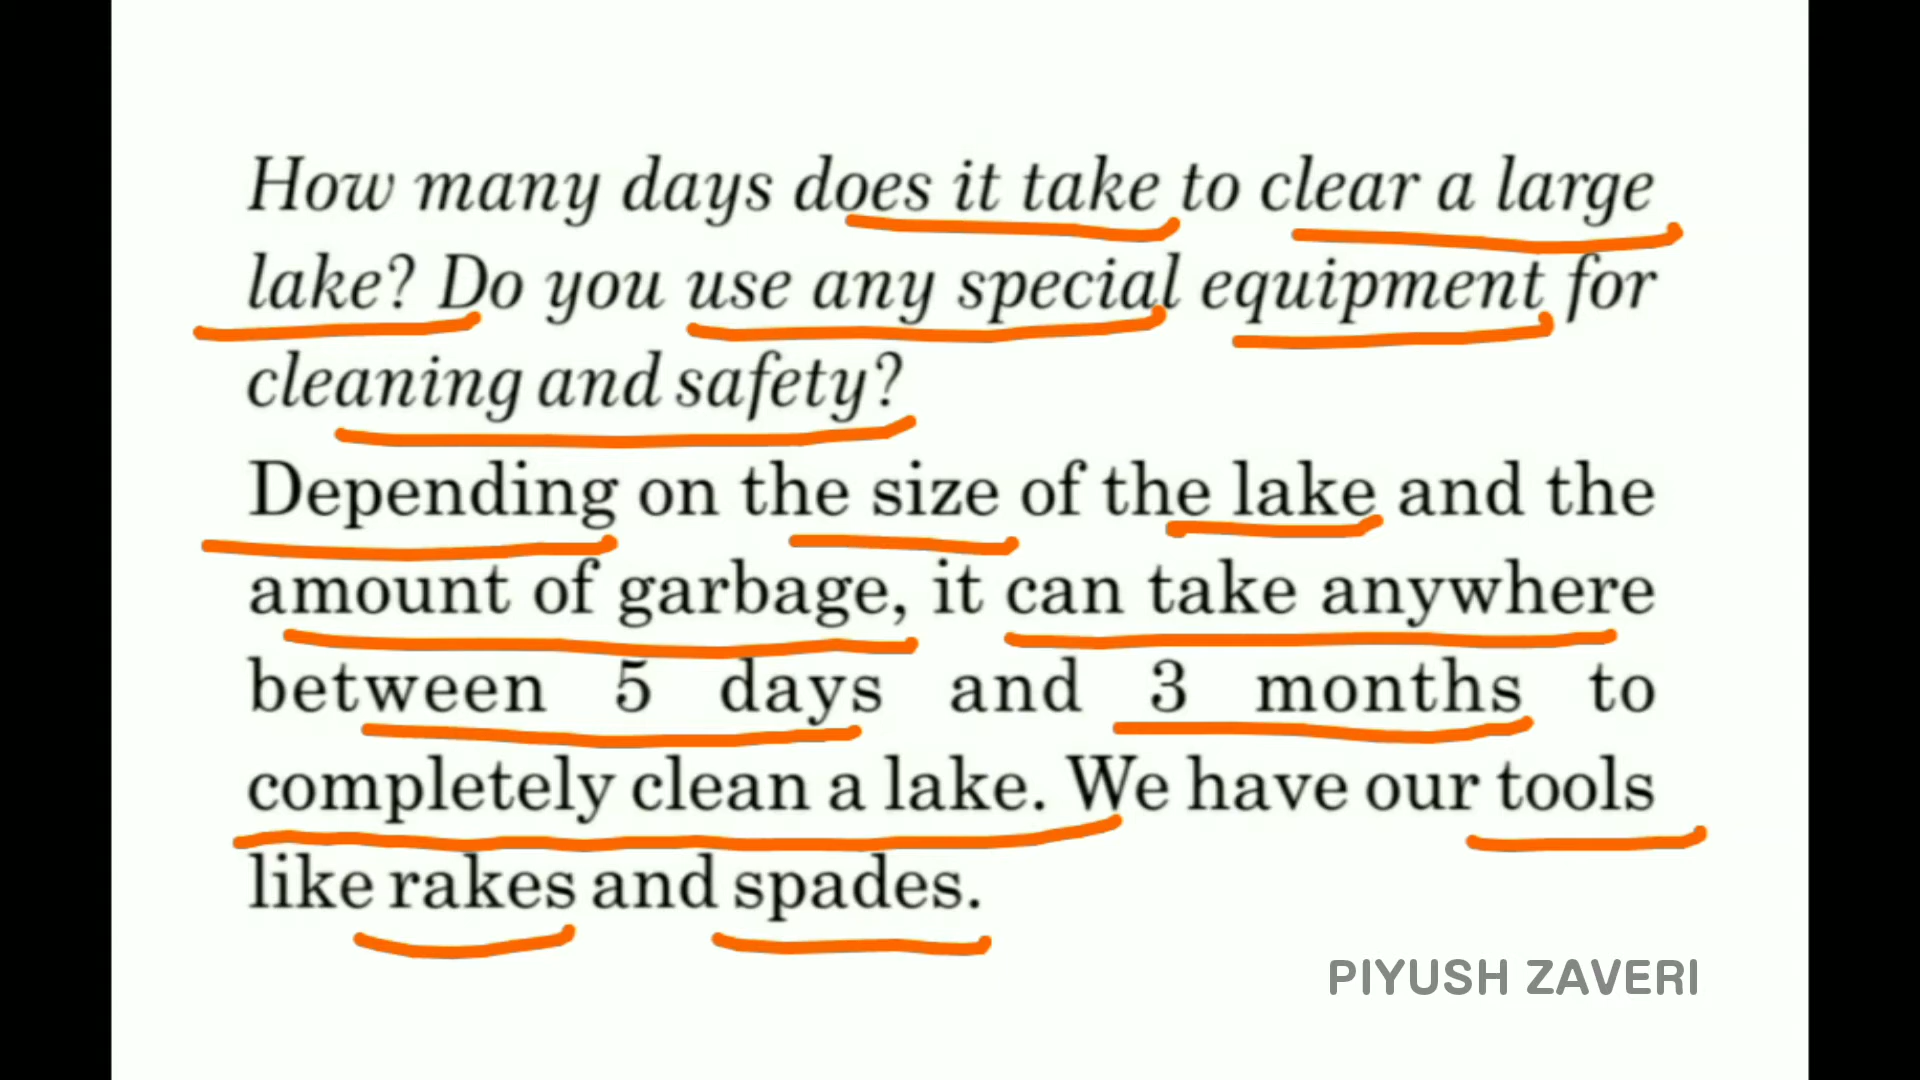 How many days does it take to clear a large
lake? Do you use any special equipment for
cleaning and safety?
Depending on the size of the lake and the
amount of garbage, it can take anywhere
between 5 days and 3 months to
completely clean a lake. We have our tools
like rakes and spades.
PIYUSH ZAVERI